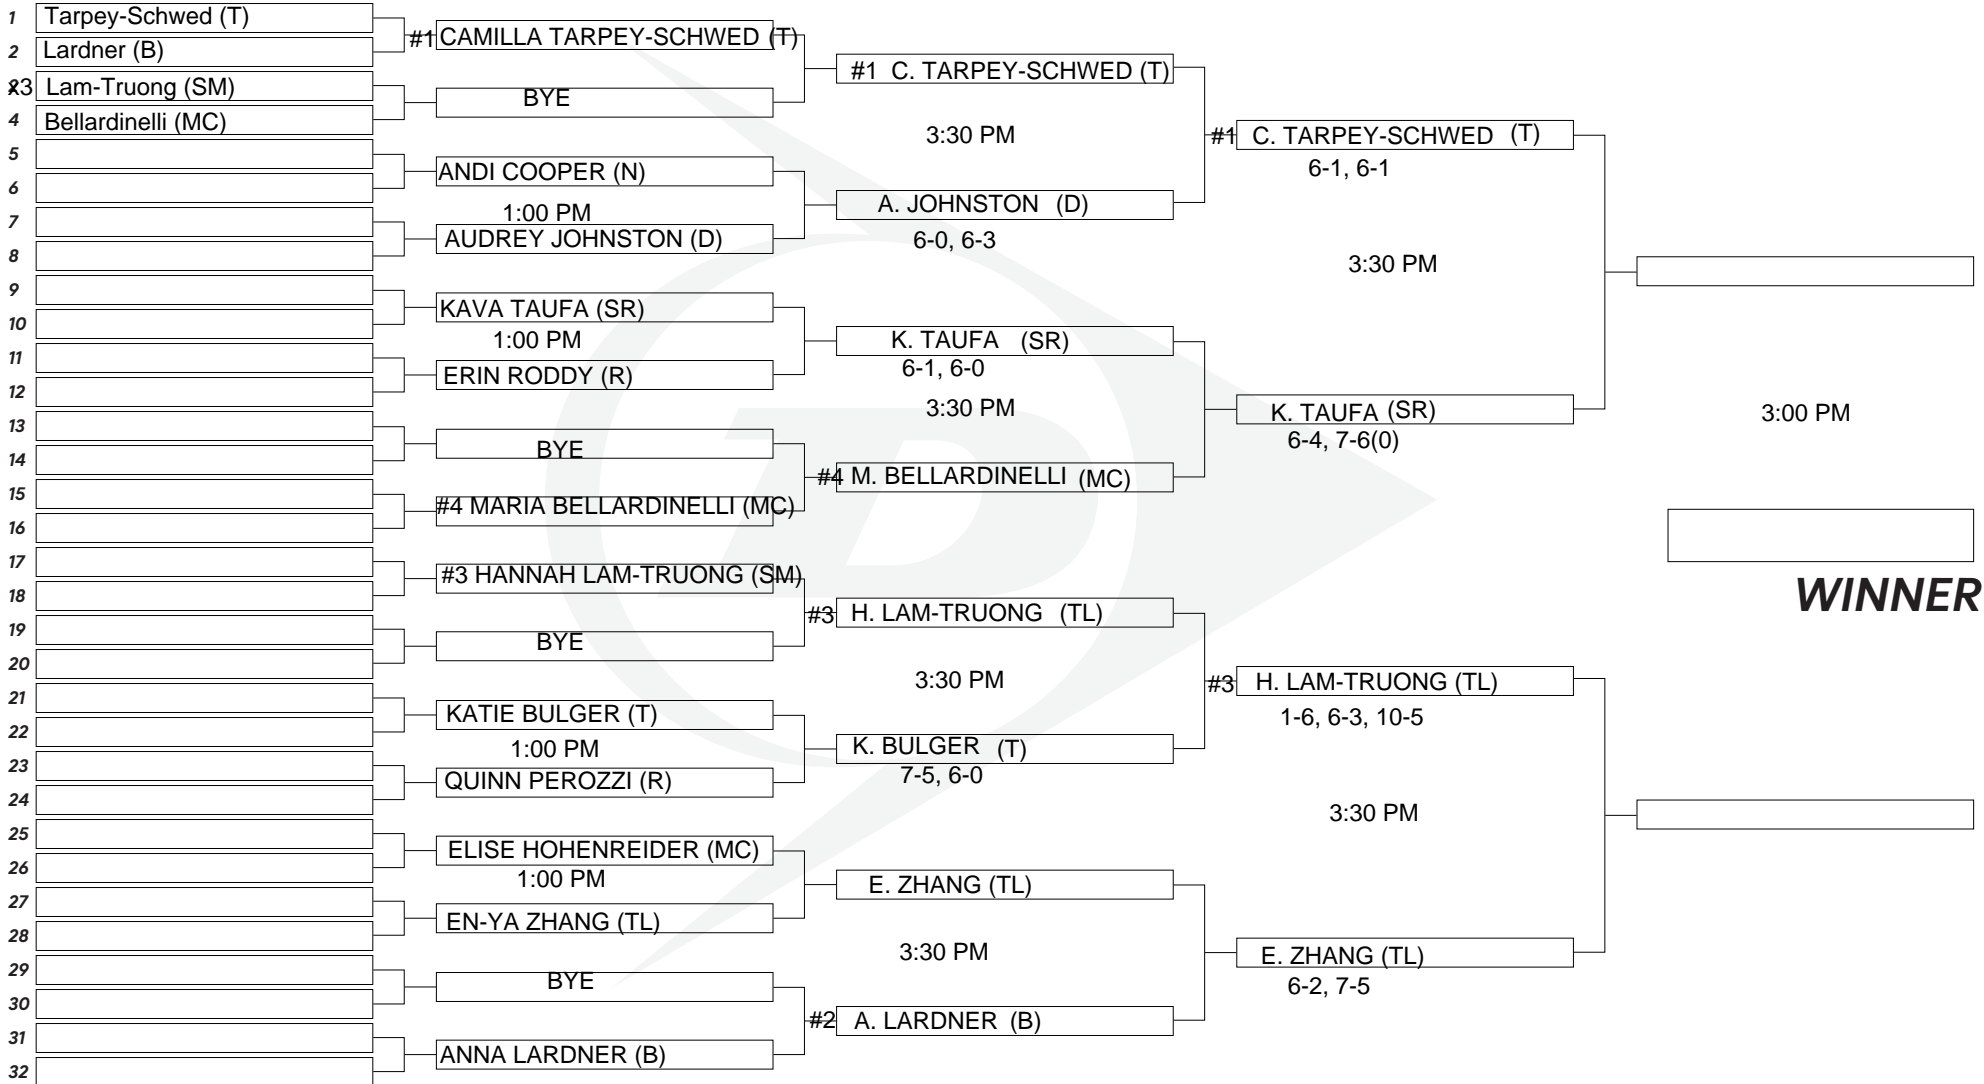 1 Tarpey-Schwed (T)
2 Lardner (B)
3 Lam-Truong (SM)
4 Bellardinelli (MC)
5
6
7
8
9
10
11
12
13
14
15
16
17
18
19
20
21
22
23
24
25
26
27
28
29
30
31
32
#1 CAMILLA TARPEY-SCHWED (T)
BYE
ANDI COOPER (N)
1:00 PM
AUDREY JOHNSTON (D)
KAVA TAUFA (SR)
1:00 PM
ERIN RODDY (R)
BYE
#4 MARIA BELLARDINELLI (MC)
#3 HANNAH LAM-TRUONG (SM)
BYE
KATIE BULGER (T)
1:00 PM
QUINN PEROZZI (R)
ELISE HOHENREIDER (MC)
1:00 PM
EN-YA ZHANG (TL)
BYE
ANNA LARDNER (B)
#1 C. TARPEY-SCHWED (T)
3:30 PM
A. JOHNSTON (D)
6-0, 6-3
K. TAUFA (SR)
6-1, 6-0
3:30 PM
#4 M. BELLARDINELLI (MC)
#3 H. LAM-TRUONG (TL)
3:30 PM
K. BULGER (T)
7-5, 6-0
E. ZHANG (TL)
3:30 PM
#2 A. LARDNER (B)
#1 C. TARPEY-SCHWED (T)
6-1, 6-1
3:30 PM
K. TAUFA (SR)
6-4, 7-6(0)
#3 H. LAM-TRUONG (TL)
1-6, 6-3, 10-5
3:30 PM
E. ZHANG (TL)
6-2, 7-5
3:00 PM
WINNER